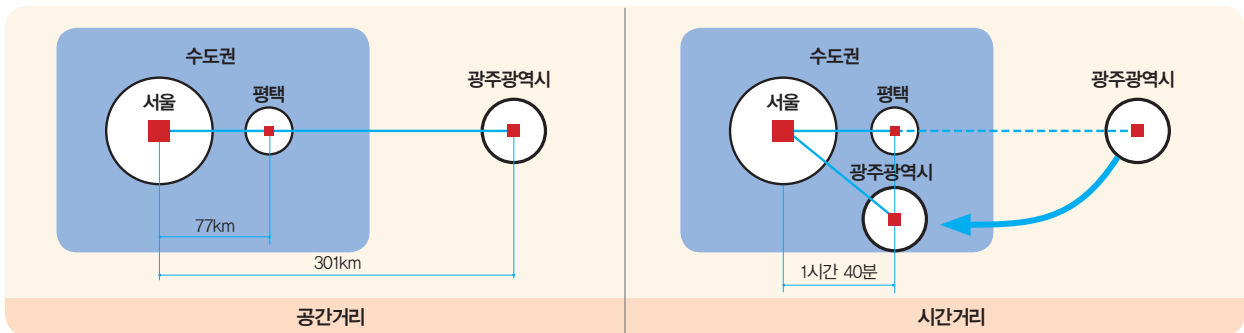 수도권
서울
평택
광주광역시
77km
301km
공간거리
수도권
서울
평택
광주광역시
광주광역시
1시간 40분
시간거리